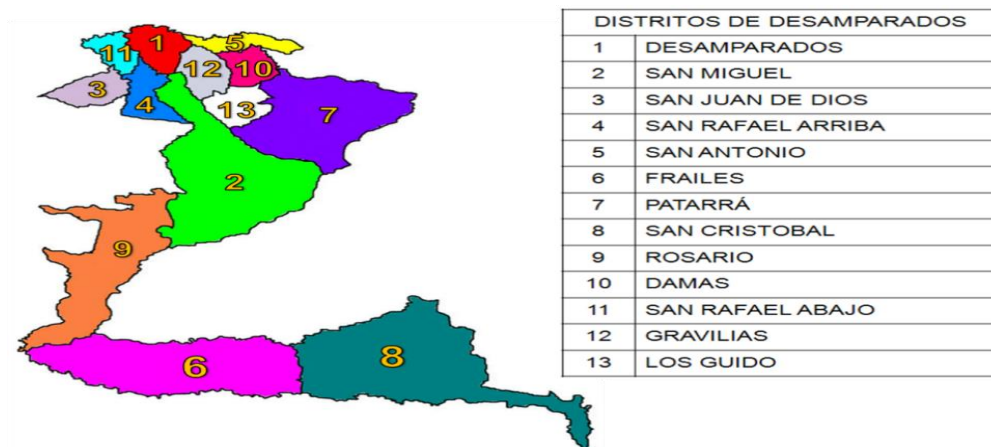 1
5
11
12
10
3
4
13
7
2
9
6
8
DISTRITOS DE DESAMPARADOS
1 DESAMPARADOS
2 SAN MIGUEL
3 SAN JUAN DE DIOS
4 SAN RAFAEL ARRIBA
5 SAN ANTONIO
6 FRAILES
7 PATARRÁ
8 SAN CRISTOBAL
9 ROSARIO
10 DAMAS
11 SAN RAFAEL ABAJO
12 GRAVILIAS
13 LOS GUIDO